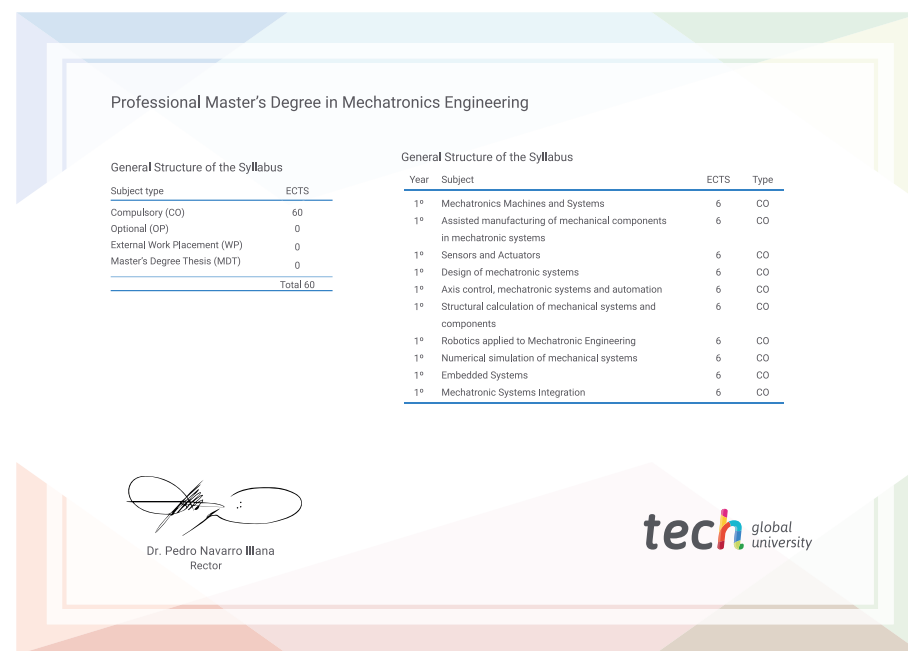 Professional Master's Degree in Mechatronics Engineering
General Structure of the Syllabus
Subject type ECTS
Compulsory (CO) 60
Optional (OP) 0
External Work Placement (WP) 0
Master's Degree Thesis (MDT) 0
Total 60
General Structure of the Syllabus
Year Subject ECTS Type
1º Mechatronics Machines and Systems 6 CO
1º Assisted manufacturing of mechanical components 6 CO
in mechatronic systems
1º Sensors and Actuators 6 CO
1º Design of mechatronic systems 6 CO
1º Axis control, mechatronic systems and automation 6 CO
1º Structural calculation of mechanical systems and 6 CO
components
1º Robotics applied to Mechatronic Engineering 6 CO
1º Numerical simulation of mechanical systems 6 CO
1º Embedded Systems 6 CO
1º Mechatronic Systems Integration 6 CO
Dr. Pedro Navarro Illana
Rector
tech global
university